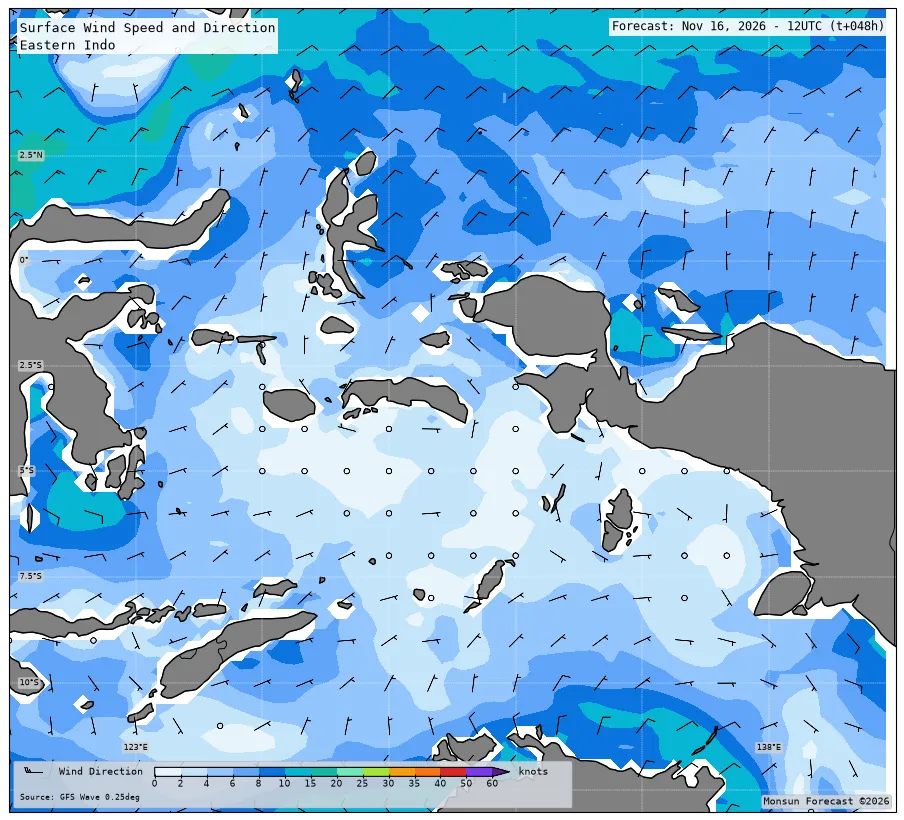 Surface Wind Speed and Direction
Eastern Indo
Forecast: Nov 16, 2026 - 12UTC (t+048h)
2.5°N
0°
2.5°S
5°S
7.5°S
10°S
123°E
138°E
Wind Direction
0 2 4 6 8 10 15 20 25 30 40 50 60
knots
Source: GFS Wave 0.25deg
Monsun Forecast ©2026